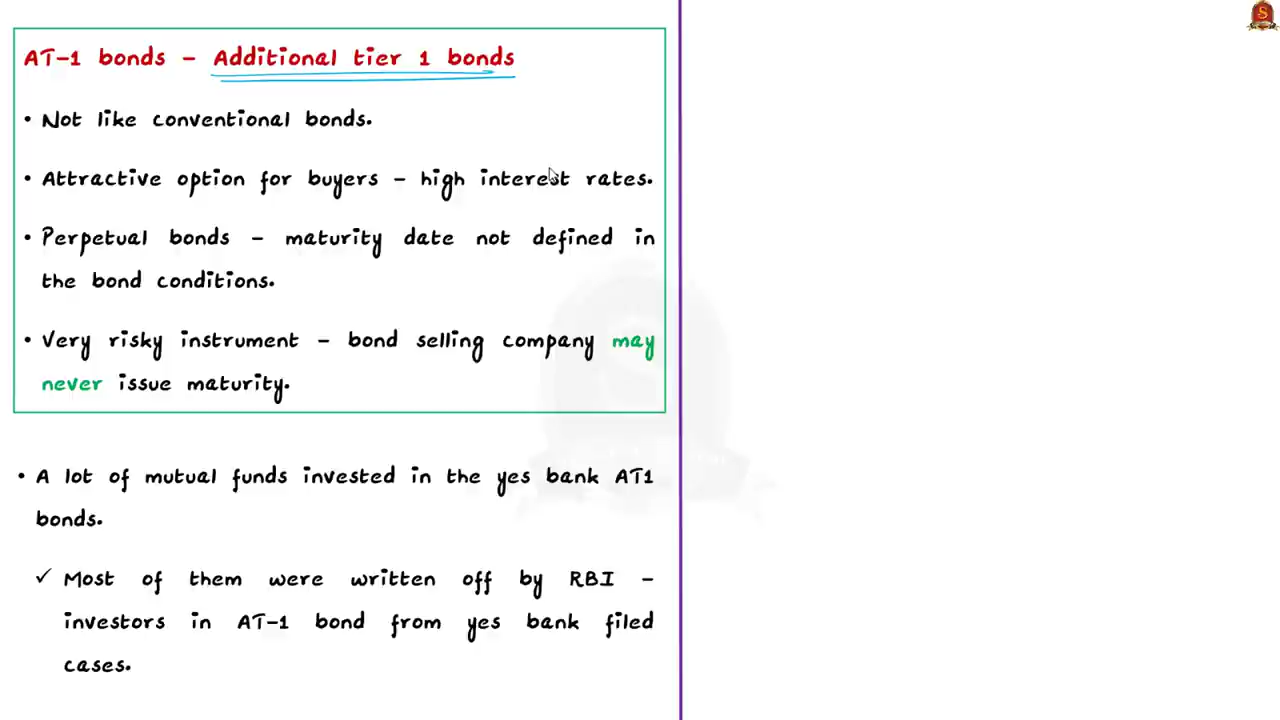 AT-1 bonds - Additional tier 1 bonds
• Not like conventional bonds.
• Attractive option for buyers - high interest rates.
• Perpetual bonds - maturity date not defined in
the bond conditions.
• Very risky instrument - bond selling company may
never issue maturity.
• A lot of mutual funds invested in the yes bank AT1
bonds.
✓ Most of them were written off by RBI -
investors in AT-1 bond from yes bank filed
cases.